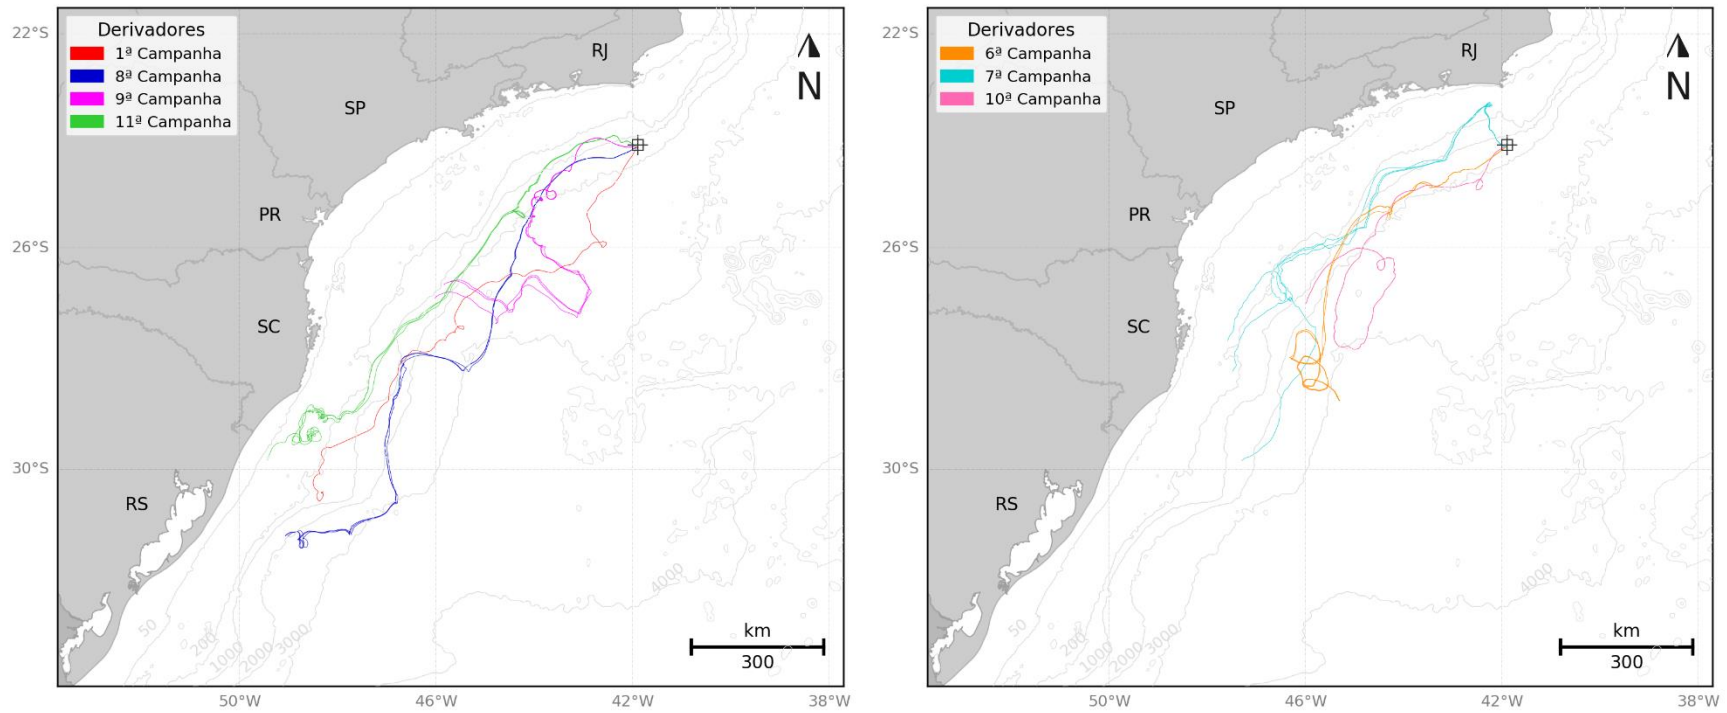 Derivadores
1ª Campanha
8ª Campanha
9ª Campanha
11ª Campanha
RJ
SP
PR
SC
RS
N
22°S
26°S
30°S
50
200
1000
2000
3000
4000
km
300
50°W
46°W
42°W
38°W
Derivadores
6ª Campanha
7ª Campanha
10ª Campanha
RJ
SP
PR
SC
RS
N
22°S
26°S
30°S
50
200
1000
2000
3000
4000
km
300
50°W
46°W
42°W
38°W